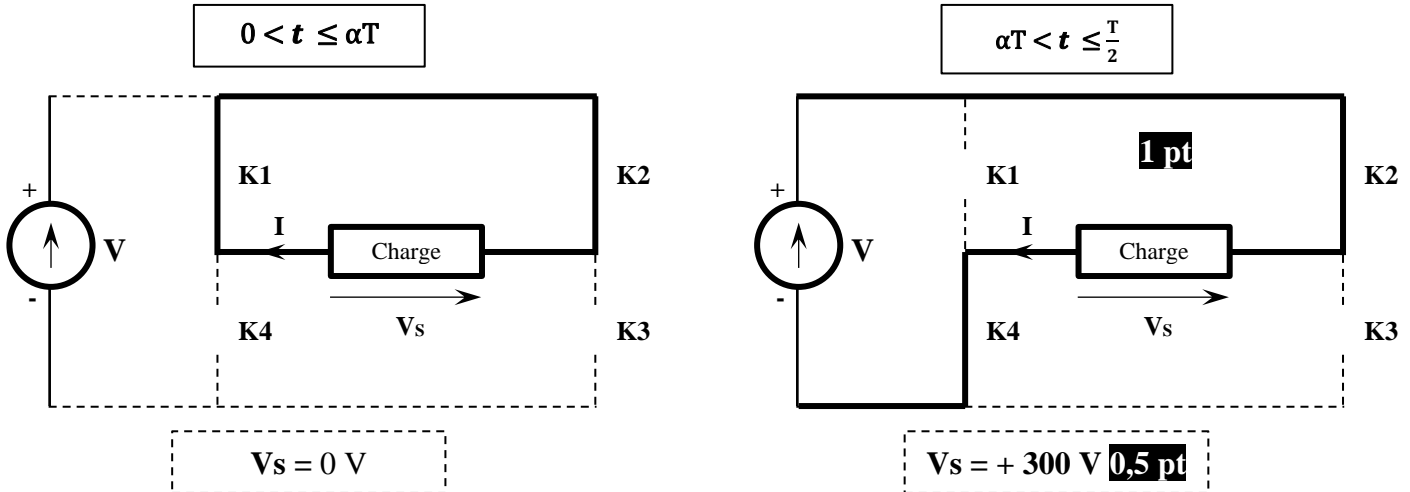 0 < t ≤ αT
+
-
V
K1
K2
I
Charge
Vs
K4
K3
Vs = 0 V
αT < t ≤ T/2
+
-
V
1 pt
K1
K2
I
Charge
Vs
K4
K3
Vs = + 300 V 0,5 pt